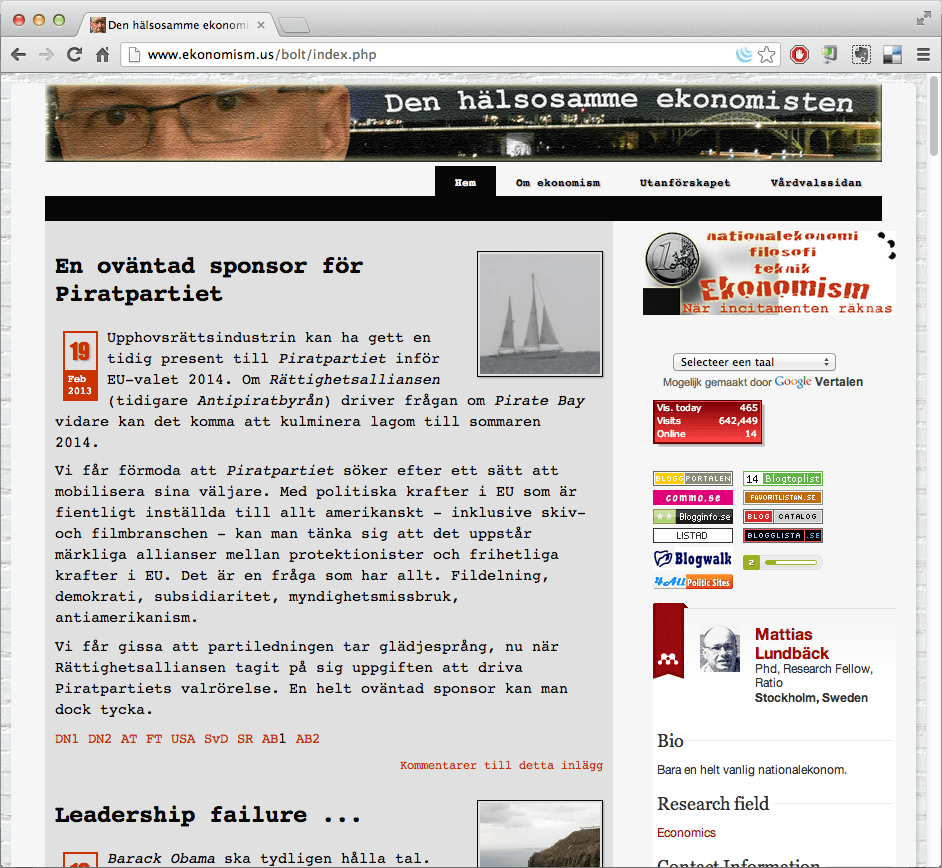 Den hälsosamme ekonomi
www.ekonomism.us/bolt/index.php
Den hälsosamme ekonomisten
Hem
Om ekonomism
Utanförskapet
Vårdvalssidan
En oväntad sponsor för
Piratpartiet
19
Feb
2013
Upphovsrättsindustrin kan ha gett en
tidig present till Piratpartiet inför
EU-valet 2014. Om Rättighetsalliansen
(tidigare Antipiratbyrån) driver frågan om Pirate Bay
vidare kan det komma att kulminera lagom till sommaren
2014.
Vi får förmoda att Piratpartiet söker efter ett sätt att
mobilisera sina väljare. Med politiska krafter i EU som är
fientligt inställda till allt amerikanskt - inklusive skiv-
och filmbranschen - kan man tänka sig att det uppstår
märkliga allianser mellan protektionister och frihetliga
krafter i EU. Det är en fråga som har allt. Fildelning,
demokrati, subsidiaritet, myndighetsmissbruk,
antiamerikanism.
Vi får gissa att partiledningen tar glädjesprång, nu när
Rättighetsalliansen tagit på sig uppgiften att driva
Piratpartiets valrörelse. En helt oväntad sponsor kan man
dock tycka.
DN1 DN2 AT FT USA SvD SR AB1 AB2
Kommentarer till detta inlägg
Leadership failure ...
Barack Obama ska tydligen hålla tal.
nationalekonomi
filosofi
teknik
Ekonomism
När incitamenten räknas
1
Selecteer een taal
Mogelijk gemaakt door Google Vertalen
Vis. today 465
Visits 642,449
Online 14
BLOGGPORTALEN
14 Blogtoplist
commo.se
FAVORITLISTAN.SE
Blogginfo.se
BLOG CATALOG
LISTAD
BLOGGLISTA.SE
Blogwalk
2
4All Politic Sites
Mattias
Lundbäck
Phd, Research Fellow,
Ratio
Stockholm, Sweden
Bio
Bara en helt vanlig nationalekonom.
Research field
Economics
Contact Information